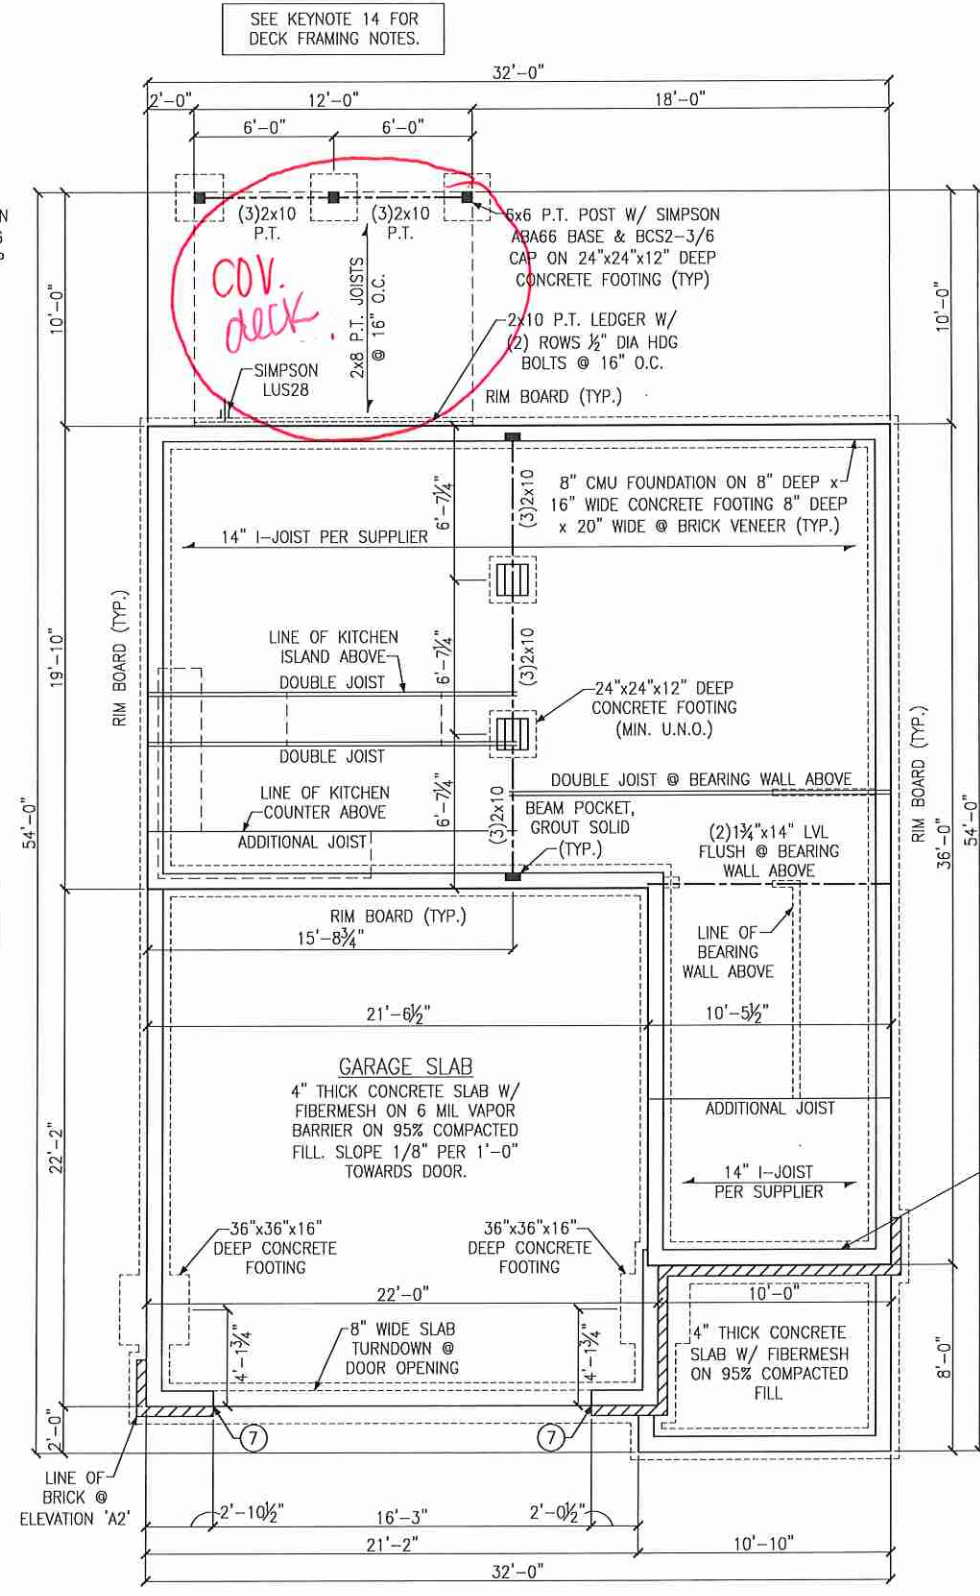 SEE KEYNOTE 14 FOR
DECK FRAMING NOTES.
32'-0"
2'-0"
12'-0"
18'-0"
6'-0"
6'-0"
(3)2x10
P.T.
(3)2x10
P.T.
6x6 P.T. POST W/ SIMPSON
ABA66 BASE & BCS2-3/6
CAP ON 24"x24"x12" DEEP
CONCRETE FOOTING (TYP)
COV.
deck
2x8 P.T. JOISTS
@ 16" O.C.
10'-0"
10'-0"
2x10 P.T. LEDGER W/
(2) ROWS ½" DIA HDG
BOLTS @ 16" O.C.
SIMPSON
LUS28
RIM BOARD (TYP.)
6'-7¼"
(3)2x10
8" CMU FOUNDATION ON 8" DEEP x
16" WIDE CONCRETE FOOTING 8" DEEP
x 20" WIDE @ BRICK VENEER (TYP.)
14" I-JOIST PER SUPPLIER
RIM BOARD (TYP.)
19'-10"
LINE OF KITCHEN
ISLAND ABOVE
6'-7¼"
(3)2x10
DOUBLE JOIST
24"x24"x12" DEEP
CONCRETE FOOTING
(MIN. U.N.O.)
DOUBLE JOIST
RIM BOARD (TYP.)
DOUBLE JOIST @ BEARING WALL ABOVE
LINE OF KITCHEN
COUNTER ABOVE
6'-7¼"
(3)2x10
BEAM POCKET,
GROUT SOLID
(TYP.)
ADDITIONAL JOIST
(2)1¾"x14" LVL
FLUSH @ BEARING
WALL ABOVE
54'-0"
36'-0"
54'-0"
RIM BOARD (TYP.)
15'-8¾"
LINE OF
BEARING
WALL ABOVE
21'-6½"
10'-5½"
GARAGE SLAB
4" THICK CONCRETE SLAB W/
FIBERMESH ON 6 MIL VAPOR
BARRIER ON 95% COMPACTED
FILL. SLOPE 1/8" PER 1'-0"
TOWARDS DOOR.
ADDITIONAL JOIST
22'-2"
14" I-JOIST
PER SUPPLIER
36"x36"x16"
DEEP CONCRETE
FOOTING
36"x36"x16"
DEEP CONCRETE
FOOTING
22'-0"
10'-0"
4'-1¾"
8" WIDE SLAB
TURNDOWN @
DOOR OPENING
4'-1¾"
4" THICK CONCRETE
SLAB W/ FIBERMESH
ON 95% COMPACTED
FILL
8'-0"
2'-0"
7
7
LINE OF
BRICK @
ELEVATION 'A2'
2'-10½"
16'-3"
2'-0½"
21'-2"
10'-10"
32'-0"